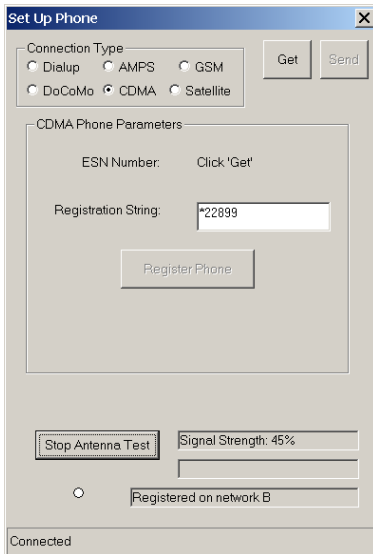 Set Up Phone
Connection Type
Dialup AMPS GSM
DoCoMo CDMA Satellite
Get Send
CDMA Phone Parameters
ESN Number: Click 'Get'
Registration String: *22899
Register Phone
Stop Antenna Test
Signal Strength: 45%
Registered on network B
Connected